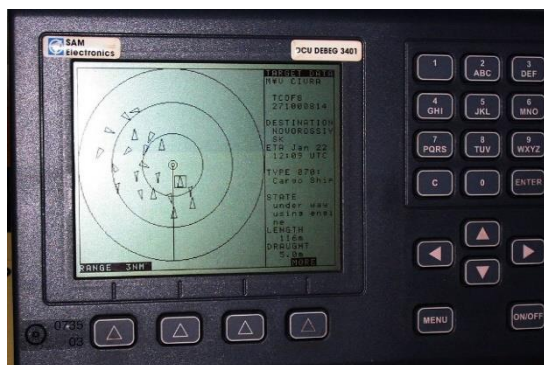 SAM
Electronics
DCU DEBEG 3401
TARGET DATA
M∀V CIURA
TCOF8
DESTINATION
NOVOROSSIY
SK
ETA Jan 22
12:05 UTC
TYPE 070:
Cargo Ship
STATE
under way
using engi
ne
LENGTH
116m
DRAUGHT
5.0m
MORE
RANGE 3NM
1
2
ABC
3
DEF
4
GHI
5
JKL
6
MNO
7
PQRS
8
TUV
9
WXYZ
C
0
ENTER
MENU
ON/OFF
0735
03